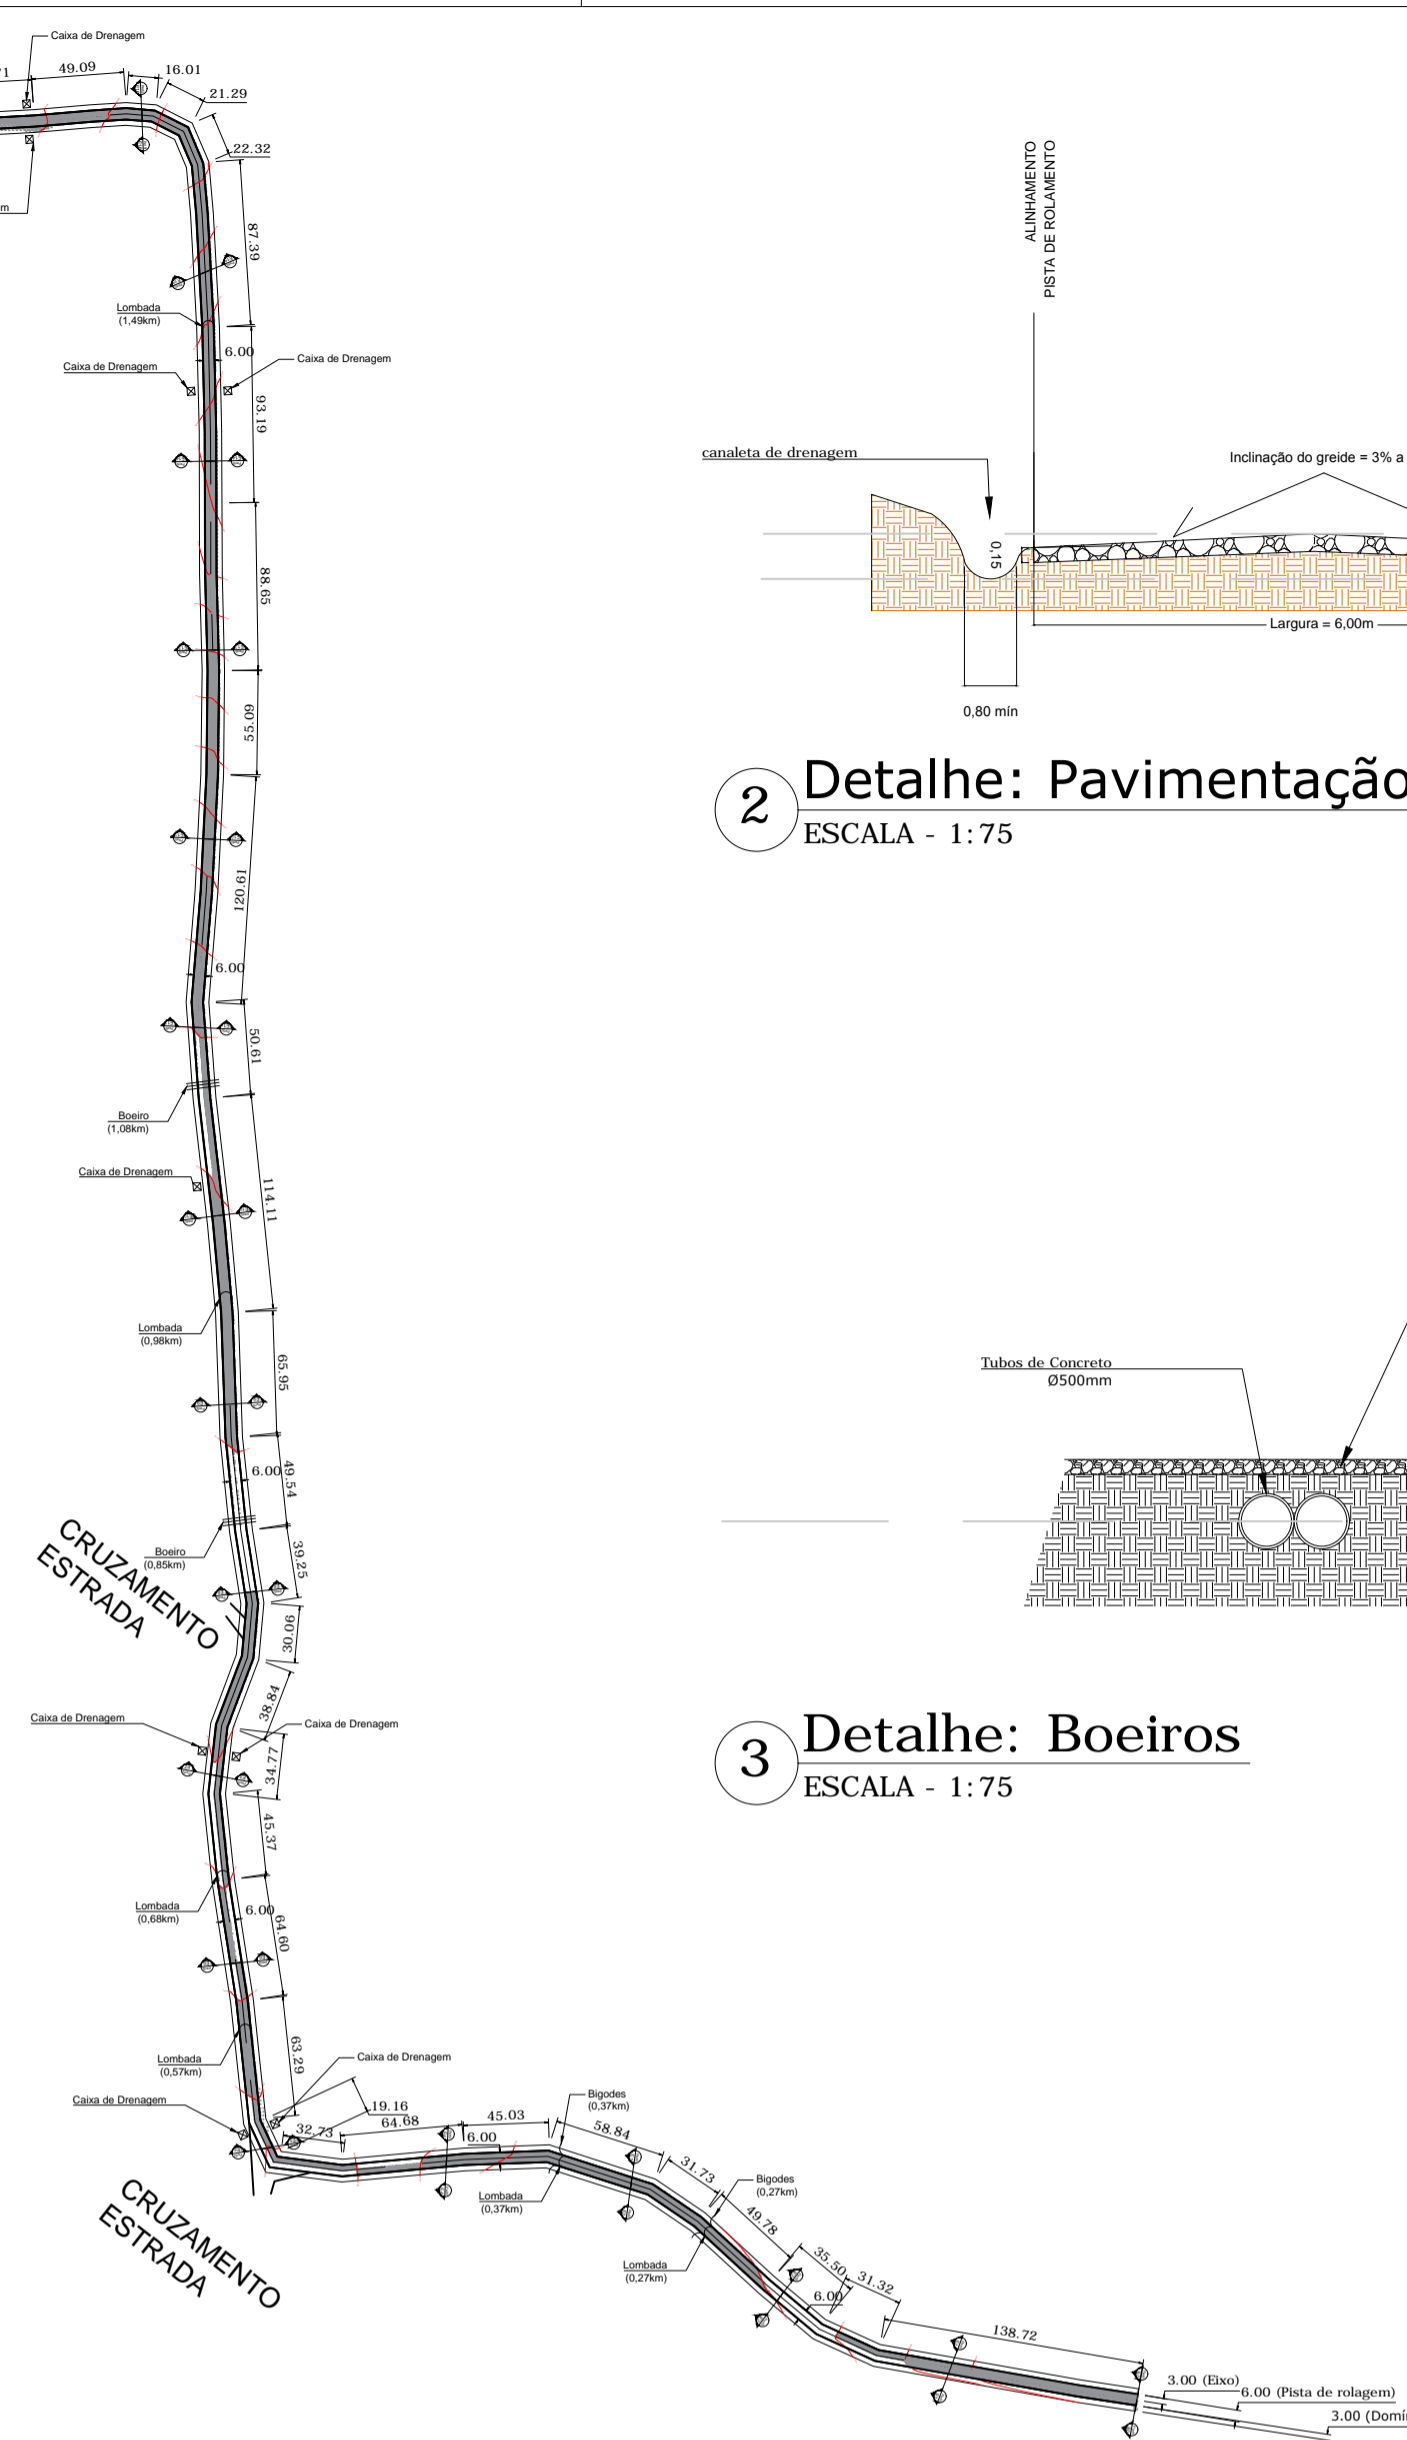 Caixa de Drenagem
49.09
16.01
21.29
22.32
87.39
Lombada
(1,49km)
6.00
Caixa de Drenagem
Caixa de Drenagem
93.19
88.65
55.09
120.61
6.00
50.61
Boeiro
(1,08km)
Caixa de Drenagem
114.11
Lombada
(0,98km)
65.95
6.00
49.54
Boeiro
(0,85km)
39.25
CRUZAMENTO
ESTRADA
30.06
38.84
Caixa de Drenagem
Caixa de Drenagem
34.77
45.37
Lombada
(0,68km)
6.00
64.60
Lombada
(0,57km)
63.29
Caixa de Drenagem
Caixa de Drenagem
19.16
32.73
64.68
45.03
6.00
Bigodes
(0,37km)
58.84
Lombada
(0,37km)
31.73
Bigodes
(0,27km)
49.78
Lombada
(0,27km)
35.50
31.32
6.00
138.72
CRUZAMENTO
ESTRADA
3.00 (Eixo)
6.00 (Pista de rolagem)
3.00
ALINHAMENTO
PISTA DE ROLAMENTO
canaleta de drenagem
Inclinação do greide = 3% a
0,15
Largura = 6,00m
0,80 mín
2
Detalhe: Pavimentação
ESCALA - 1:75
Tubos de Concreto
Ø500mm
3
Detalhe: Boeiros
ESCALA - 1:75